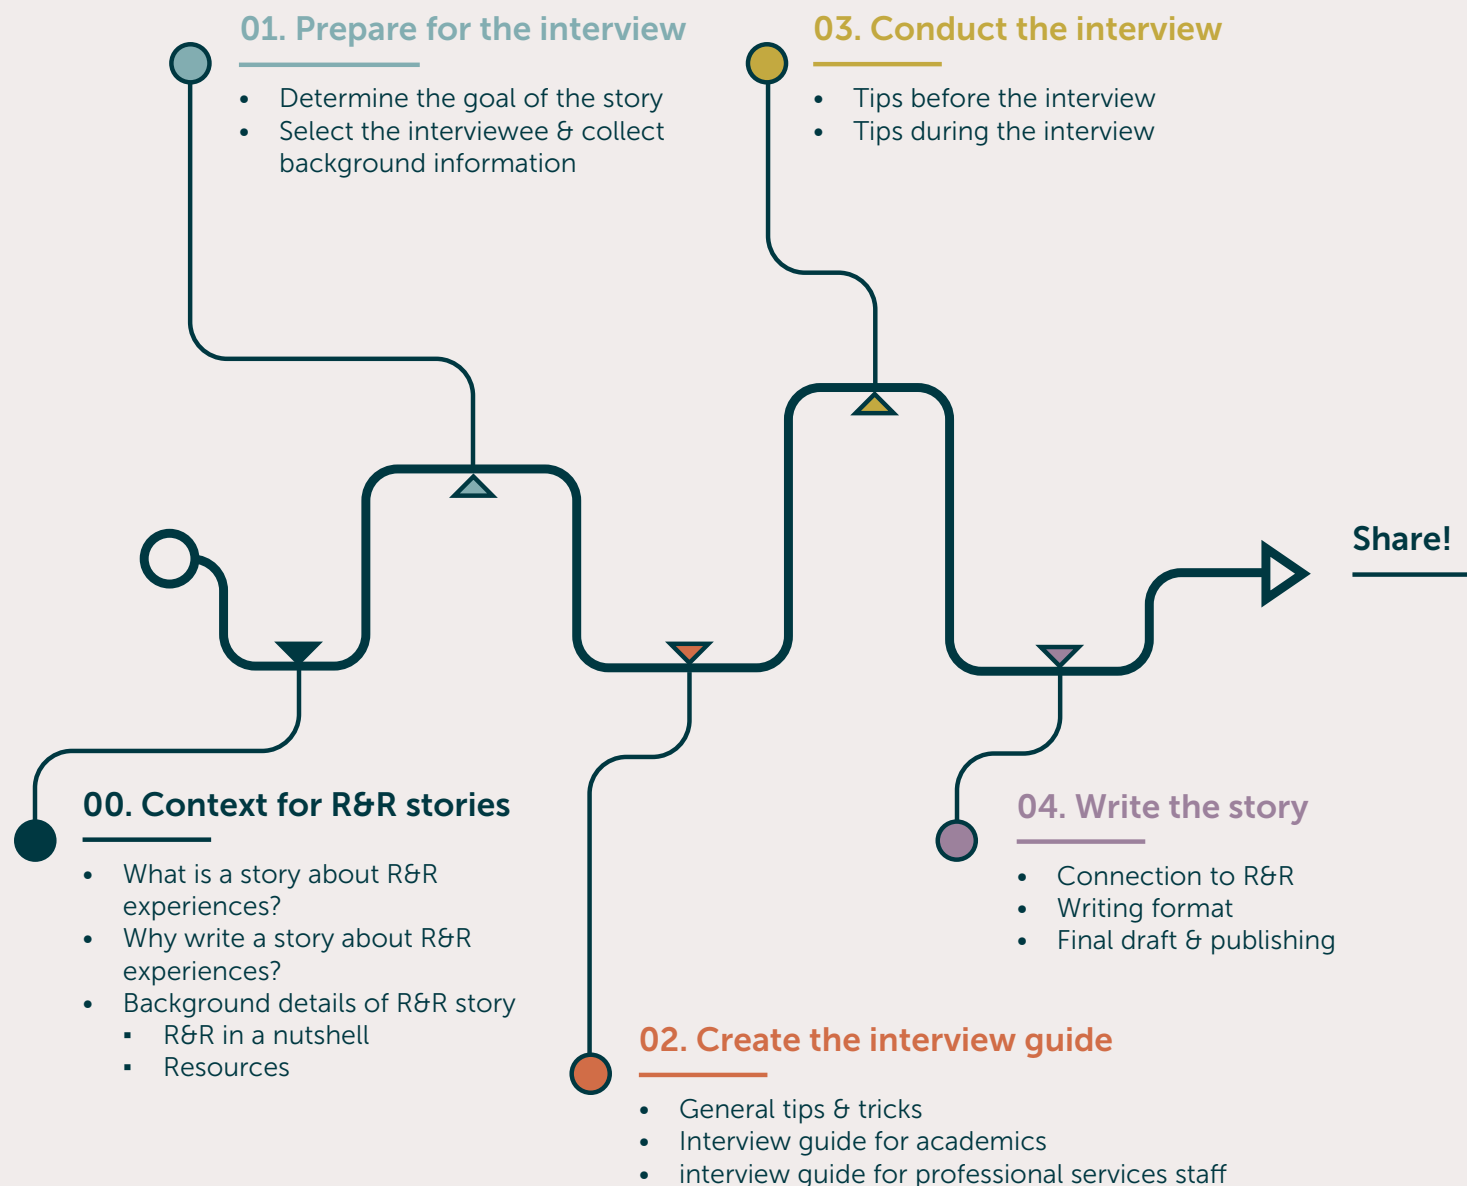 01. Prepare for the interview
• Determine the goal of the story
• Select the interviewee & collect
background information
03. Conduct the interview
• Tips before the interview
• Tips during the interview
Share!
00. Context for R&R stories
• What is a story about R&R
experiences?
• Why write a story about R&R
experiences?
• Background details of R&R story
▪ R&R in a nutshell
▪ Resources
04. Write the story
• Connection to R&R
• Writing format
• Final draft & publishing
02. Create the interview guide
• General tips & tricks
• Interview guide for academics
• interview guide for professional services staff